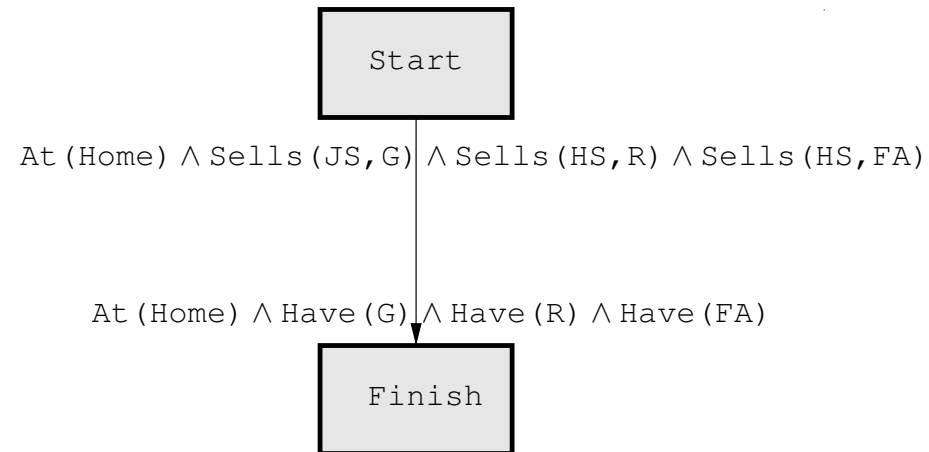 Start
At(Home) ∧ Sells(JS,G) ∧ Sells(HS,R) ∧ Sells(HS,FA)
At(Home) ∧ Have(G) ∧ Have(R) ∧ Have(FA)
Finish